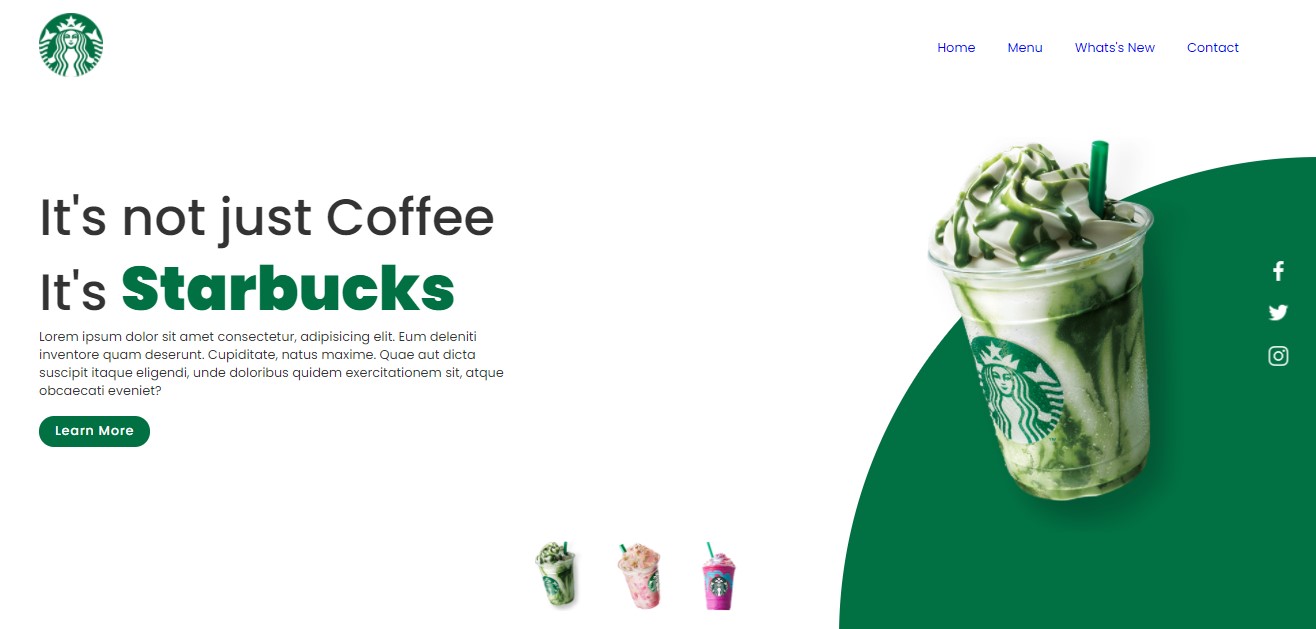 Home Menu Whats's New Contact
It's not just Coffee
It's Starbucks
Lorem ipsum dolor sit amet consectetur, adipisicing elit. Eum deleniti
inventore quam deserunt. Cupiditate, natus maxime. Quae aut dicta
suscipit itaque eligendi, unde doloribus quidem exercitationem sit, atque
obcaecati eveniet?
Learn More